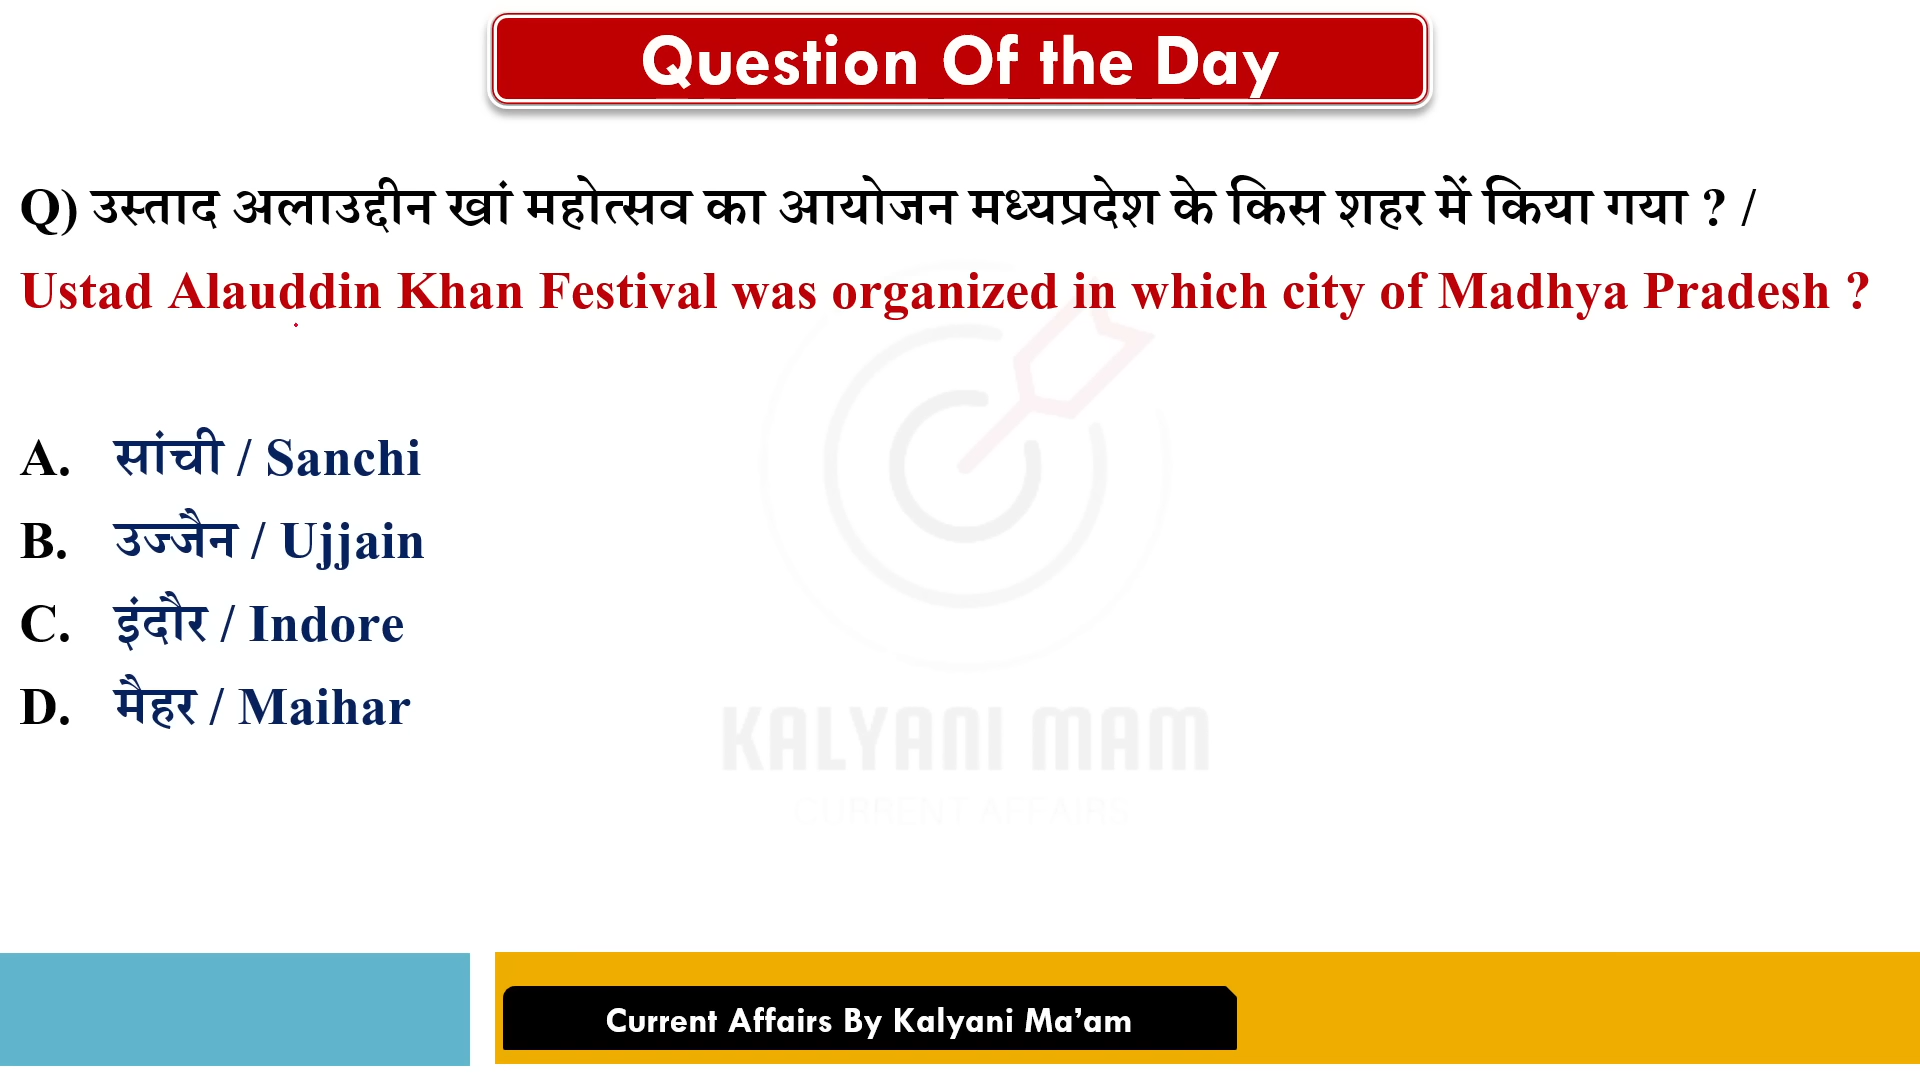 Question Of the Day
Q) उस्ताद अलाउद्दीन खां महोत्सव का आयोजन मध्यप्रदेश के किस शहर में किया गया ? /
Ustad Alauddin Khan Festival was organized in which city of Madhya Pradesh ?
A. सांची / Sanchi
B. उज्जैन / Ujjain
C. इंदौर / Indore
D. मैहर / Maihar
KALYANI MAM
CURRENT AFFAIRS
Current Affairs By Kalyani Ma’am